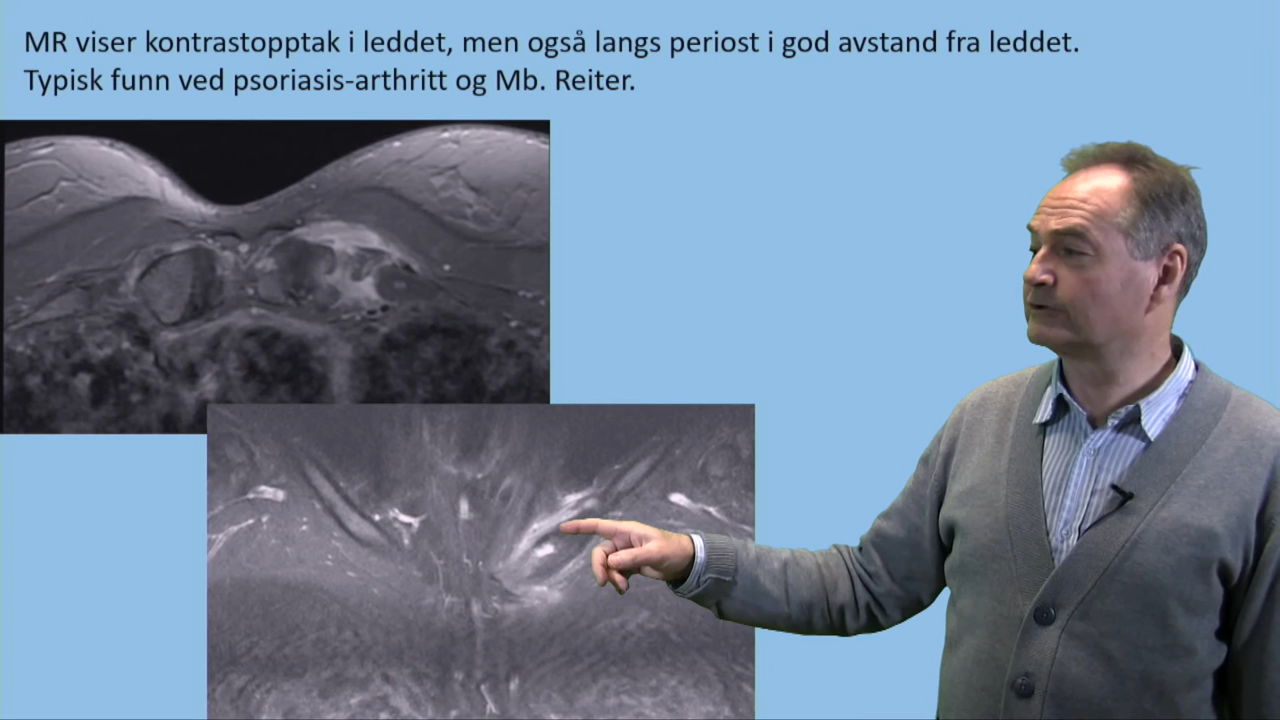 MR viser kontrastopptak i leddet, men også langs periost i god avstand fra leddet.
Typisk funn ved psoriasis-arthritt og Mb. Reiter.